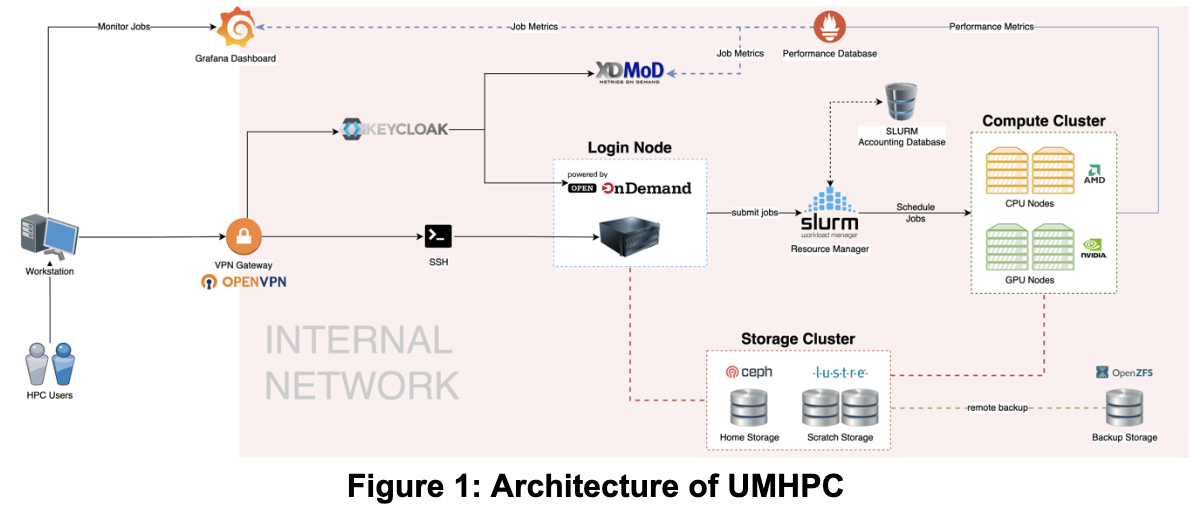 Monitor Jobs
Grafana Dashboard
Job Metrics
Job Metrics
Performance Database
Performance Metrics
XDMoD
METRICS ON DEMAND
KEYCLOAK
SLURM
Accounting Database
Compute Cluster
AMD
CPU Nodes
NVIDIA.
GPU Nodes
Login Node
powered by
OPEN OnDemand
submit jobs
slurm
workload manager
Resource Manager
Schedule
Jobs
Workstation
VPN Gateway
OPENVPN
SSH
HPC Users
INTERNAL
NETWORK
Storage Cluster
ceph
lustre
Home Storage
Scratch Storage
remote backup
OpenZFS
Backup Storage
Figure 1: Architecture of UMHPC